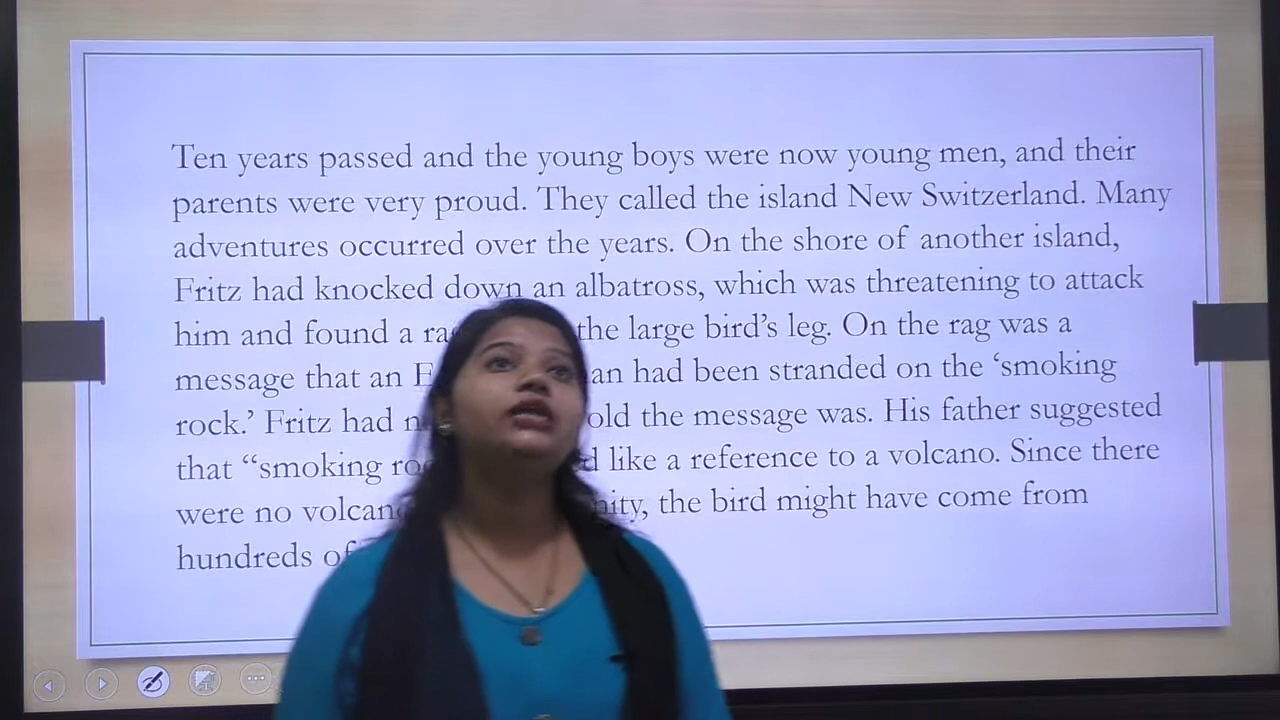 Ten years passed and the young boys were now young men, and their
parents were very proud. They called the island New Switzerland. Many
adventures occurred over the years. On the shore of another island,
Fritz had knocked down an albatross, which was threatening to attack
him and found a the large bird's leg. On the rag was a
message that an had been stranded on the ‘smoking
rock.’ Fritz had old the message was. His father suggested
that “smoking like a reference to a volcano. Since there
were no the bird might have come from
hundreds of